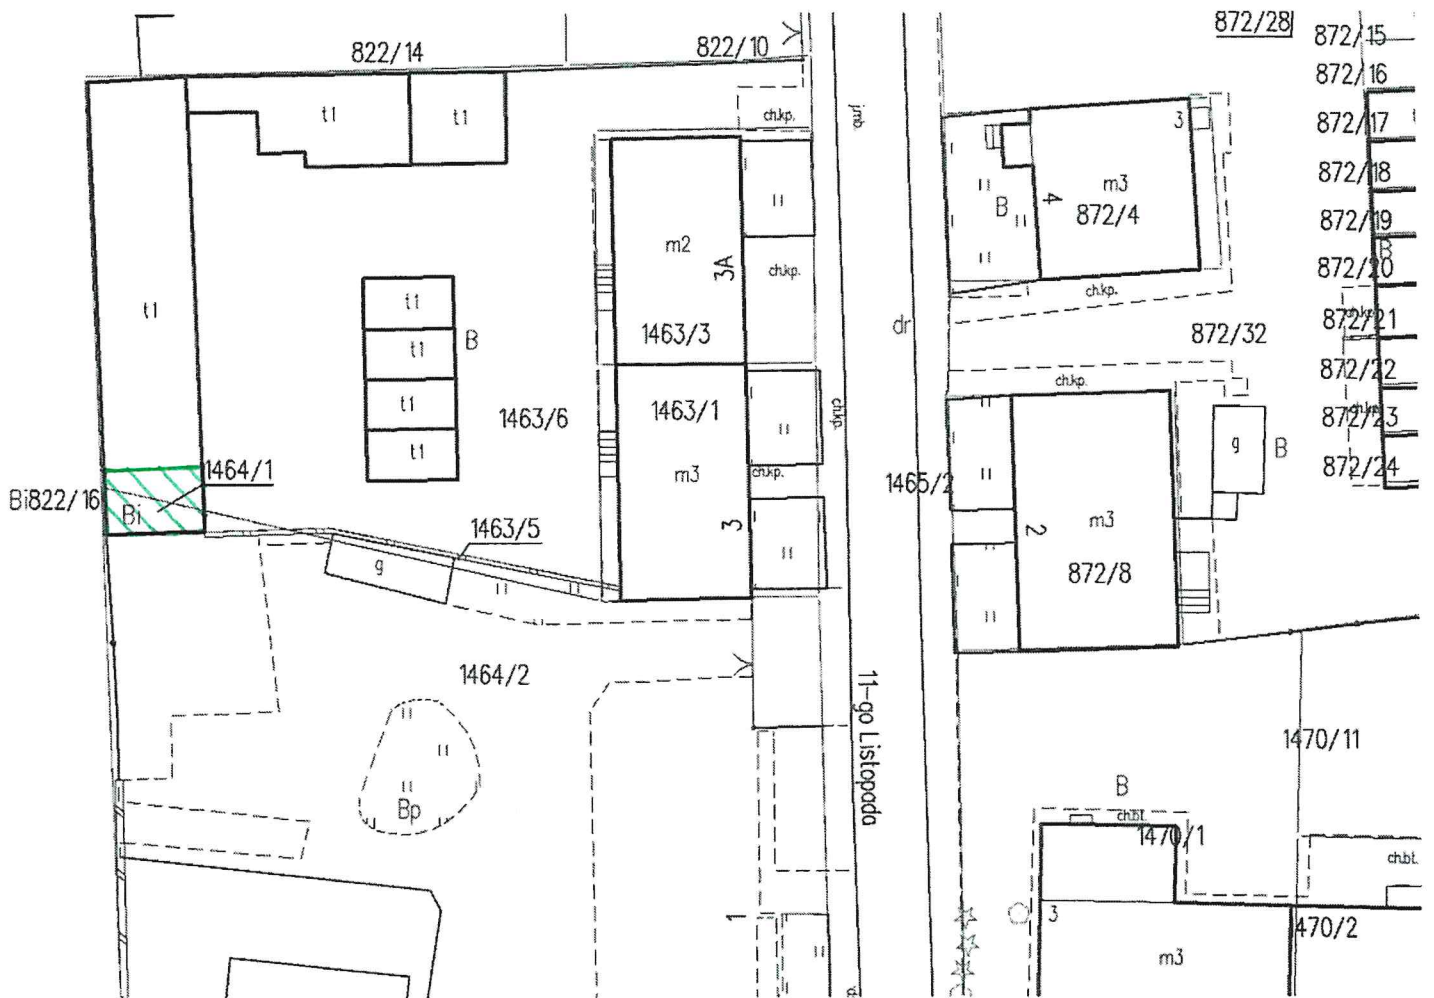 822/14
822/10
872/28
872/15
872/16
872/17
872/18
872/19
B
872/20
872/21
872/22
872/23
872/24
t1
t1
t1
ch.kp.
jmb.
3
m3
872/4
4
B
m2
3A
ch.kp.
ch.kp.
t1
t1
t1
t1
B
1463/3
dr
872/32
1463/6
1463/1
m3
ch.kp.
ch.kp.
ch.kp.
g
B
1464/1
Bi822/16
Bi
1463/5
g
3
1465/2
2
m3
872/8
1464/2
11-go Listopada
1470/11
Bp
B
ch.bt.
1470/1
ch.bt.
1
3
470/2
m3